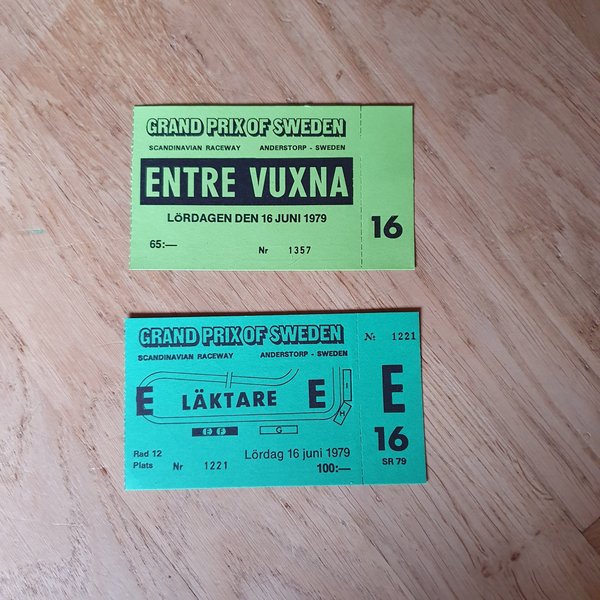 GRAND PRIX OF SWEDEN
SCANDINAVIAN RACEWAY ANDERSTORP - SWEDEN
ENTRE VUXNA
LÖRDAGEN DEN 16 JUNI 1979
65:— Nr 1357
16
GRAND PRIX OF SWEDEN
SCANDINAVIAN RACEWAY ANDERSTORP - SWEDEN
E LÄKTARE E
I
H
E F G
Rad 12 Lördag 16 juni 1979
Plats Nr 1221 100:—
Nr 1221
E
16
SR 79